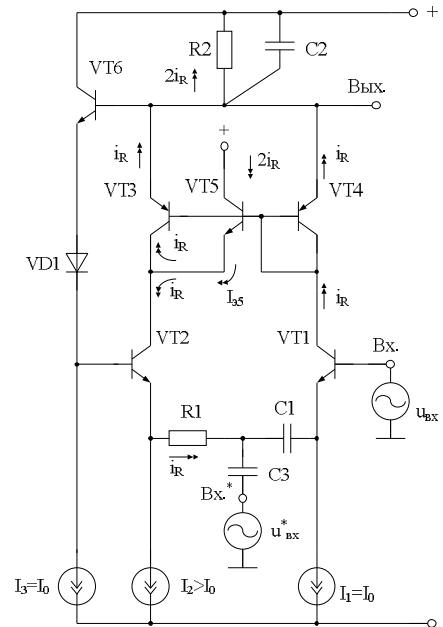 +
R2
C2
VT6
2iR
Вых.
+
iR
2iR
iR
VT3
VT5
VT4
iR
VD1
iR
Iэ5
iR
VT2
VT1
Вх.
R1
C1
uвх
iR
C3
Вх.*
u*вх
I3=I0
I2>I0
I1=I0